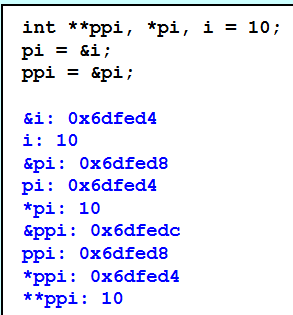 int **ppi, *pi, i = 10;
pi = &i;
ppi = &pi;
&i: 0x6dfed4
i: 10
&pi: 0x6dfed8
pi: 0x6dfed4
*pi: 10
&ppi: 0x6dfedc
ppi: 0x6dfed8
*ppi: 0x6dfed4
**ppi: 10